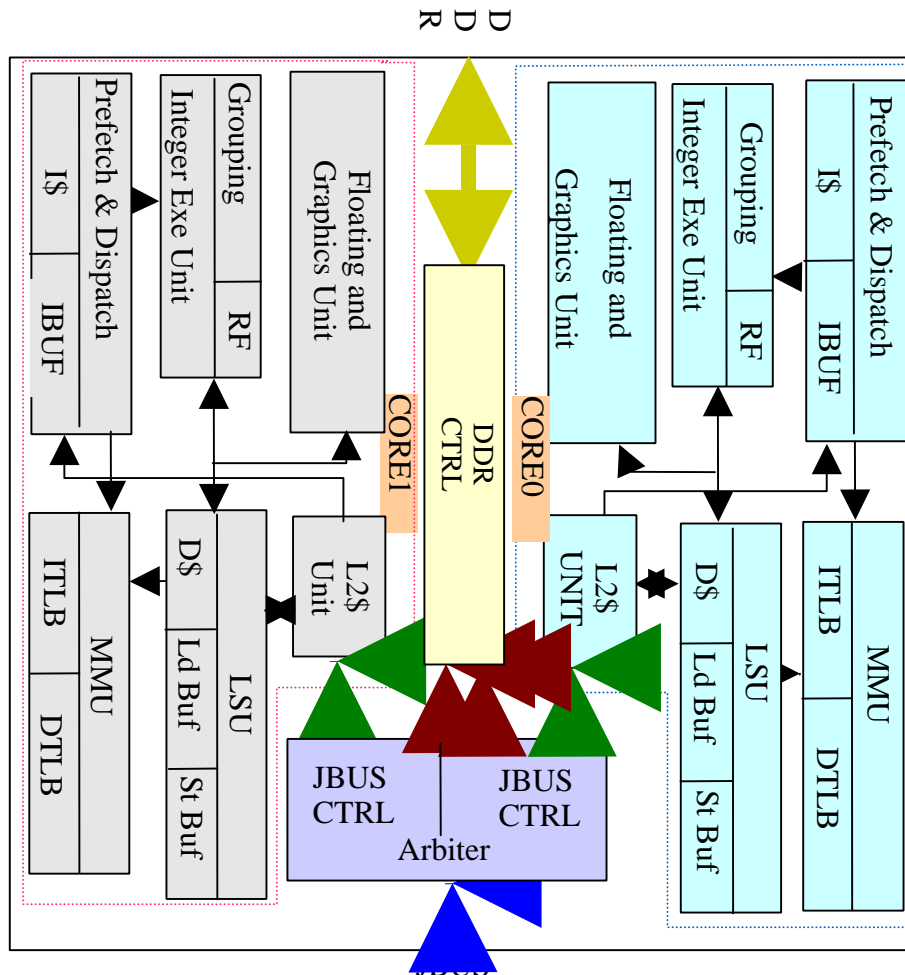 D
D
R
Prefetch & Dispatch
I$
IBUF
Grouping
RF
Integer Exe Unit
Floating and
Graphics Unit
CORE1
L2$
Unit
LSU
D$
Ld Buf
St Buf
MMU
ITLB
DTLB
DDR
CTRL
CORE0
Floating and
Graphics Unit
Grouping
RF
Integer Exe Unit
Prefetch & Dispatch
I$
IBUF
L2$
UNIT
LSU
D$
Ld Buf
St Buf
MMU
ITLB
DTLB
JBUS
CTRL
JBUS
CTRL
Arbiter
JBUS